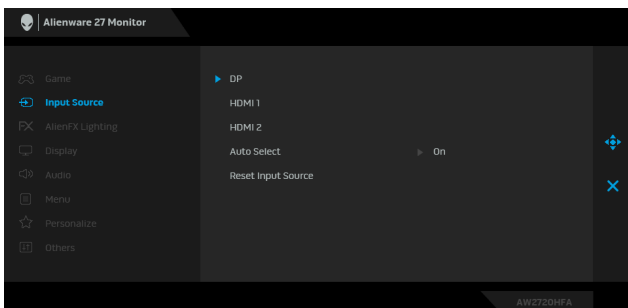 Alienware 27 Monitor
Game
DP
Input Source
HDMI 1
AlienFX Lighting
HDMI 2
Display
Auto Select
On
Audio
Reset Input Source
Menu
Personalize
Others
AW2720HFA